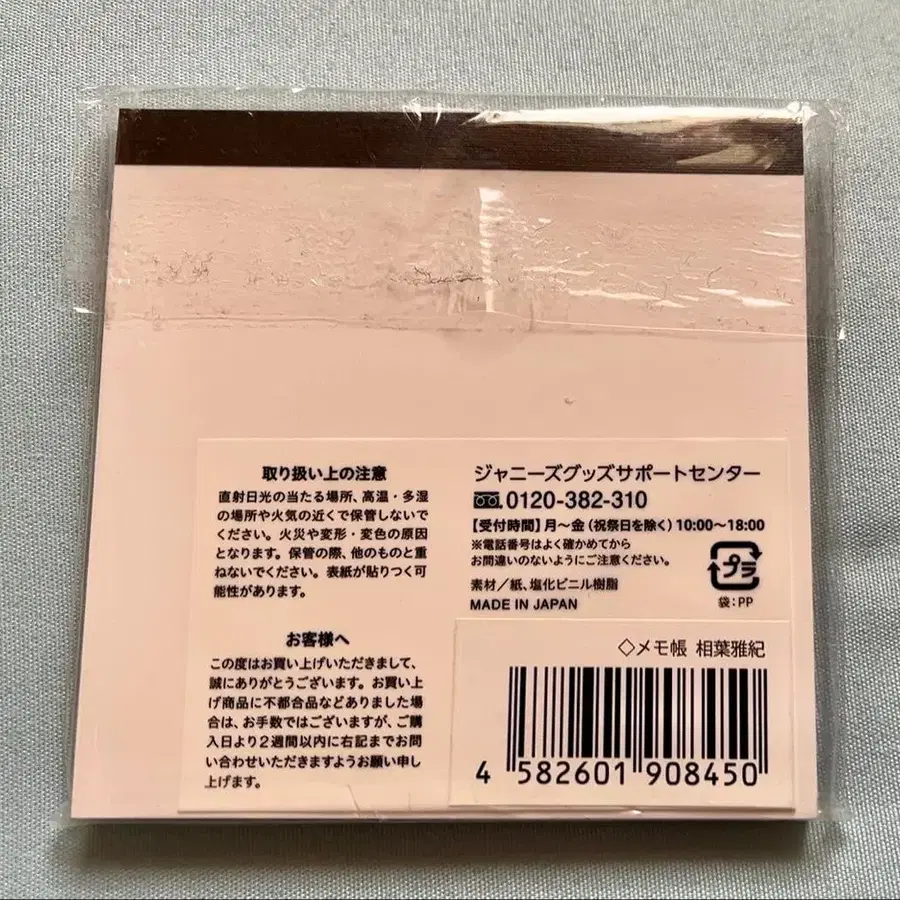 取り扱い上の注意
直射日光の当たる場所、高温・多湿
の場所や火気の近くで保管しないで
ください。火災や変形・変色の原因
となります。保管の際、他のものと重
ねないでください。表紙が貼りつく可
能性があります。
お客様へ
この度はお買い上げいただきまして、
誠にありがとうございます。お買い上
げ商品に不都合品などありました場
合は、お手数ではございますが、ご購
入日より2週間以内に右記までお問
い合わせいただきますようお願い申し
上げます。
ジャニーズグッズサポートセンター
0120-382-310
【受付時間】月〜金(祝祭日を除く)10:00〜18:00
※電話番号はよく確かめてから
お間違いのないようにご注意ください。
素材/紙、塩化ビニル樹脂
MADE IN JAPAN
プラ
袋:PP
◇メモ帳 相葉雅紀
4 582601 908450